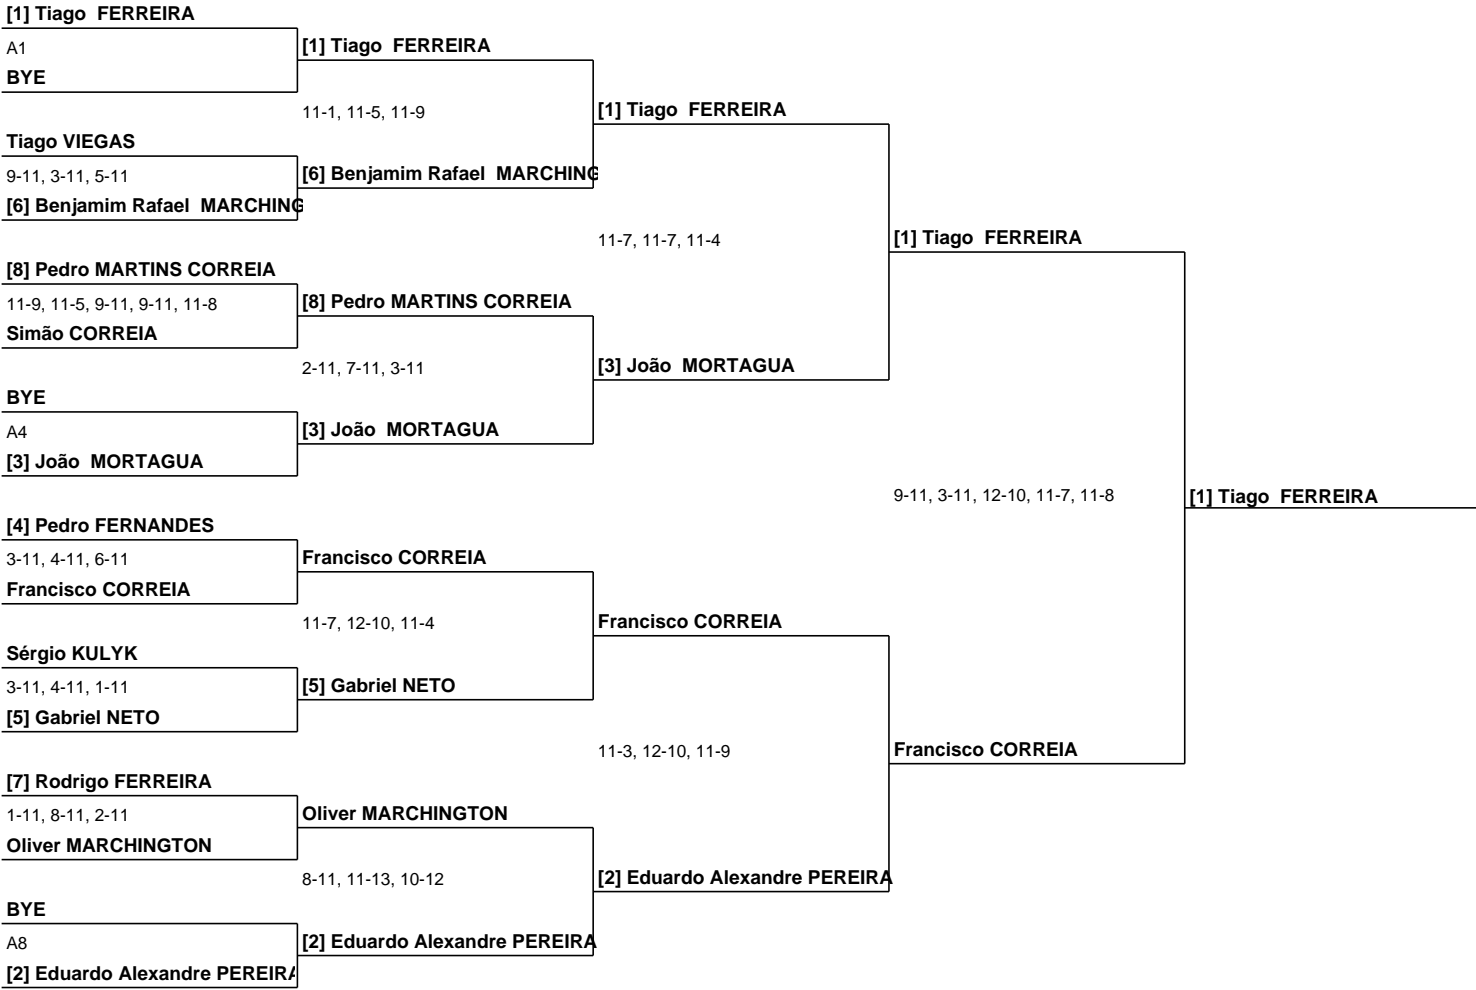 [1] Tiago FERREIRA
A1
BYE
Tiago VIEGAS
9-11, 3-11, 5-11
[6] Benjamim Rafael MARCHING
[8] Pedro MARTINS CORREIA
11-9, 11-5, 9-11, 9-11, 11-8
Simão CORREIA
BYE
A4
[3] João MORTAGUA
[4] Pedro FERNANDES
3-11, 4-11, 6-11
Francisco CORREIA
Sérgio KULYK
3-11, 4-11, 1-11
[5] Gabriel NETO
[7] Rodrigo FERREIRA
1-11, 8-11, 2-11
Oliver MARCHINGTON
BYE
A8
[2] Eduardo Alexandre PEREIRA
[1] Tiago FERREIRA
11-1, 11-5, 11-9
[6] Benjamim Rafael MARCHING
[8] Pedro MARTINS CORREIA
2-11, 7-11, 3-11
[3] João MORTAGUA
Francisco CORREIA
11-7, 12-10, 11-4
[5] Gabriel NETO
Oliver MARCHINGTON
8-11, 11-13, 10-12
[2] Eduardo Alexandre PEREIRA
[1] Tiago FERREIRA
11-7, 11-7, 11-4
[3] João MORTAGUA
Francisco CORREIA
11-3, 12-10, 11-9
[2] Eduardo Alexandre PEREIRA
[1] Tiago FERREIRA
9-11, 3-11, 12-10, 11-7, 11-8
Francisco CORREIA
[1] Tiago FERREIRA